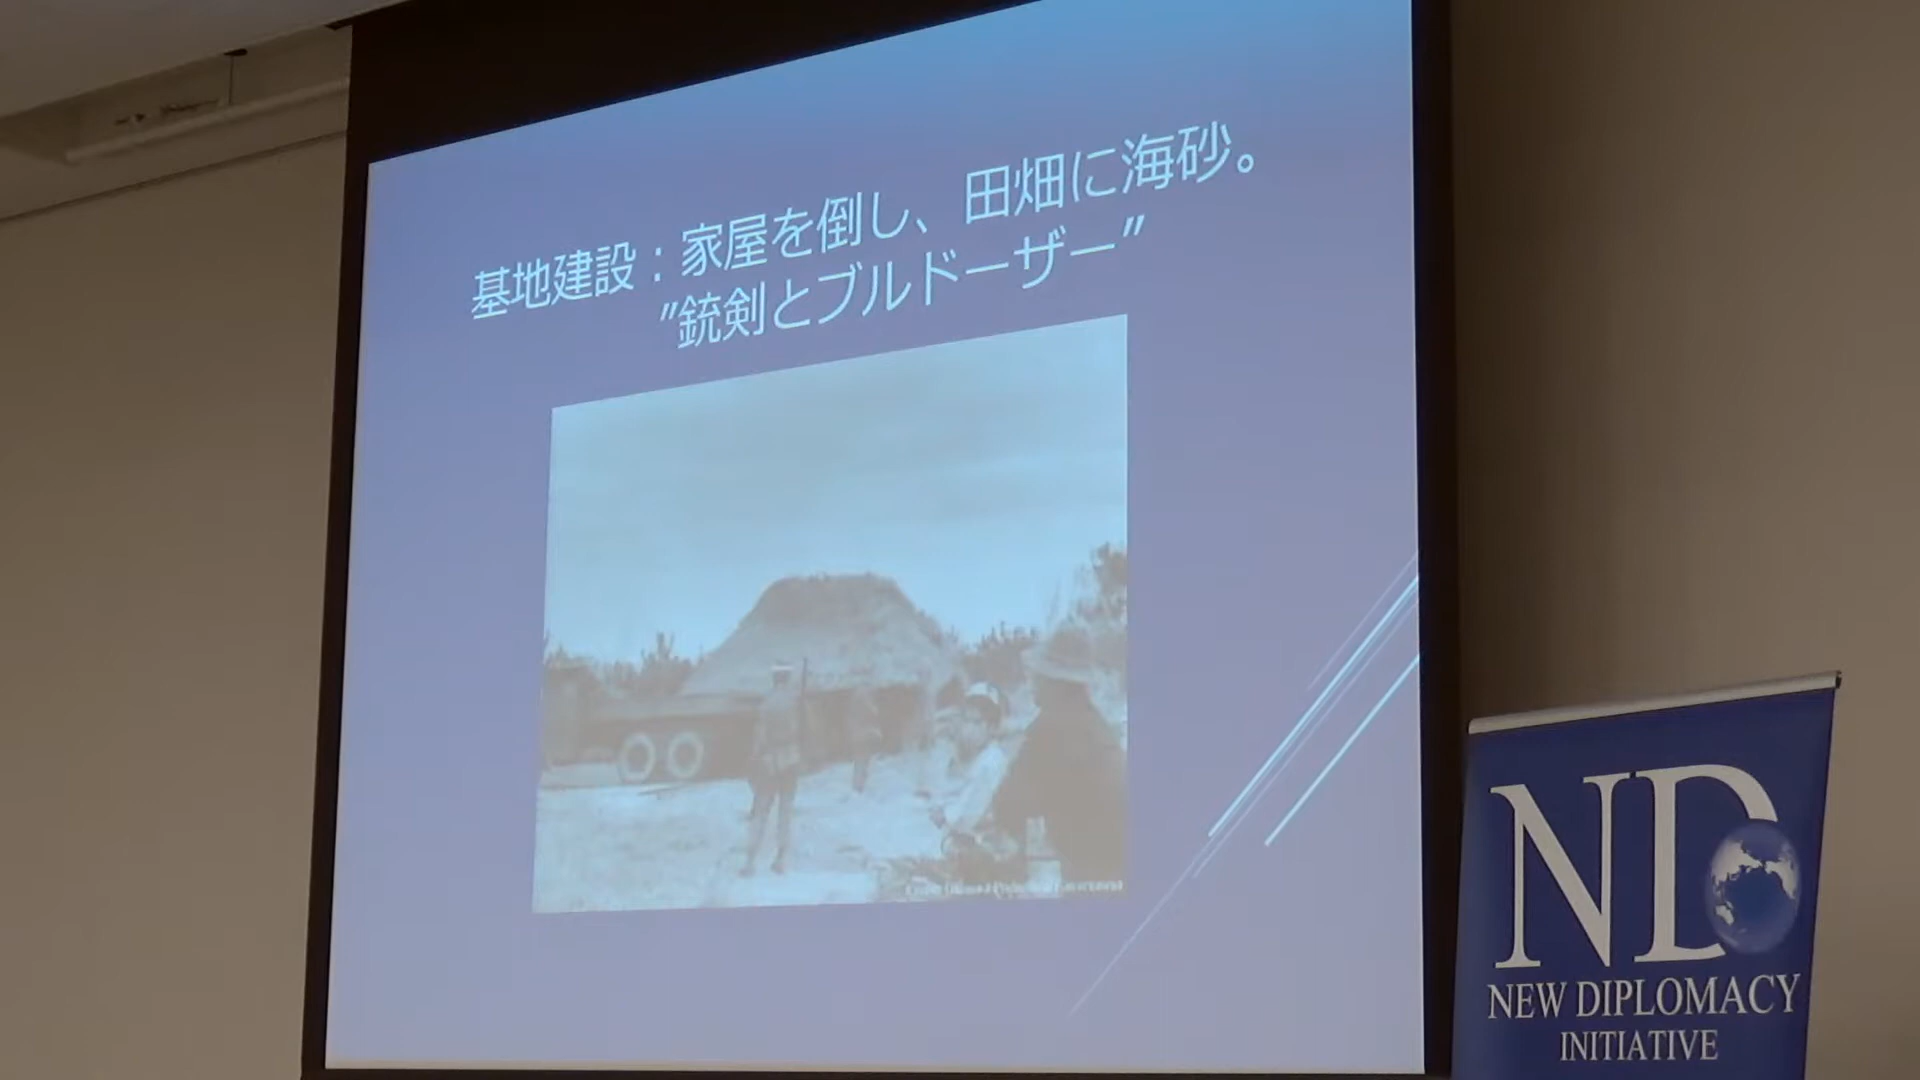 基地建設：家屋を倒し、田畑に海砂。
”銃剣とブルドーザー”
ND
NEW DIPLOMACY
INITIATIVE